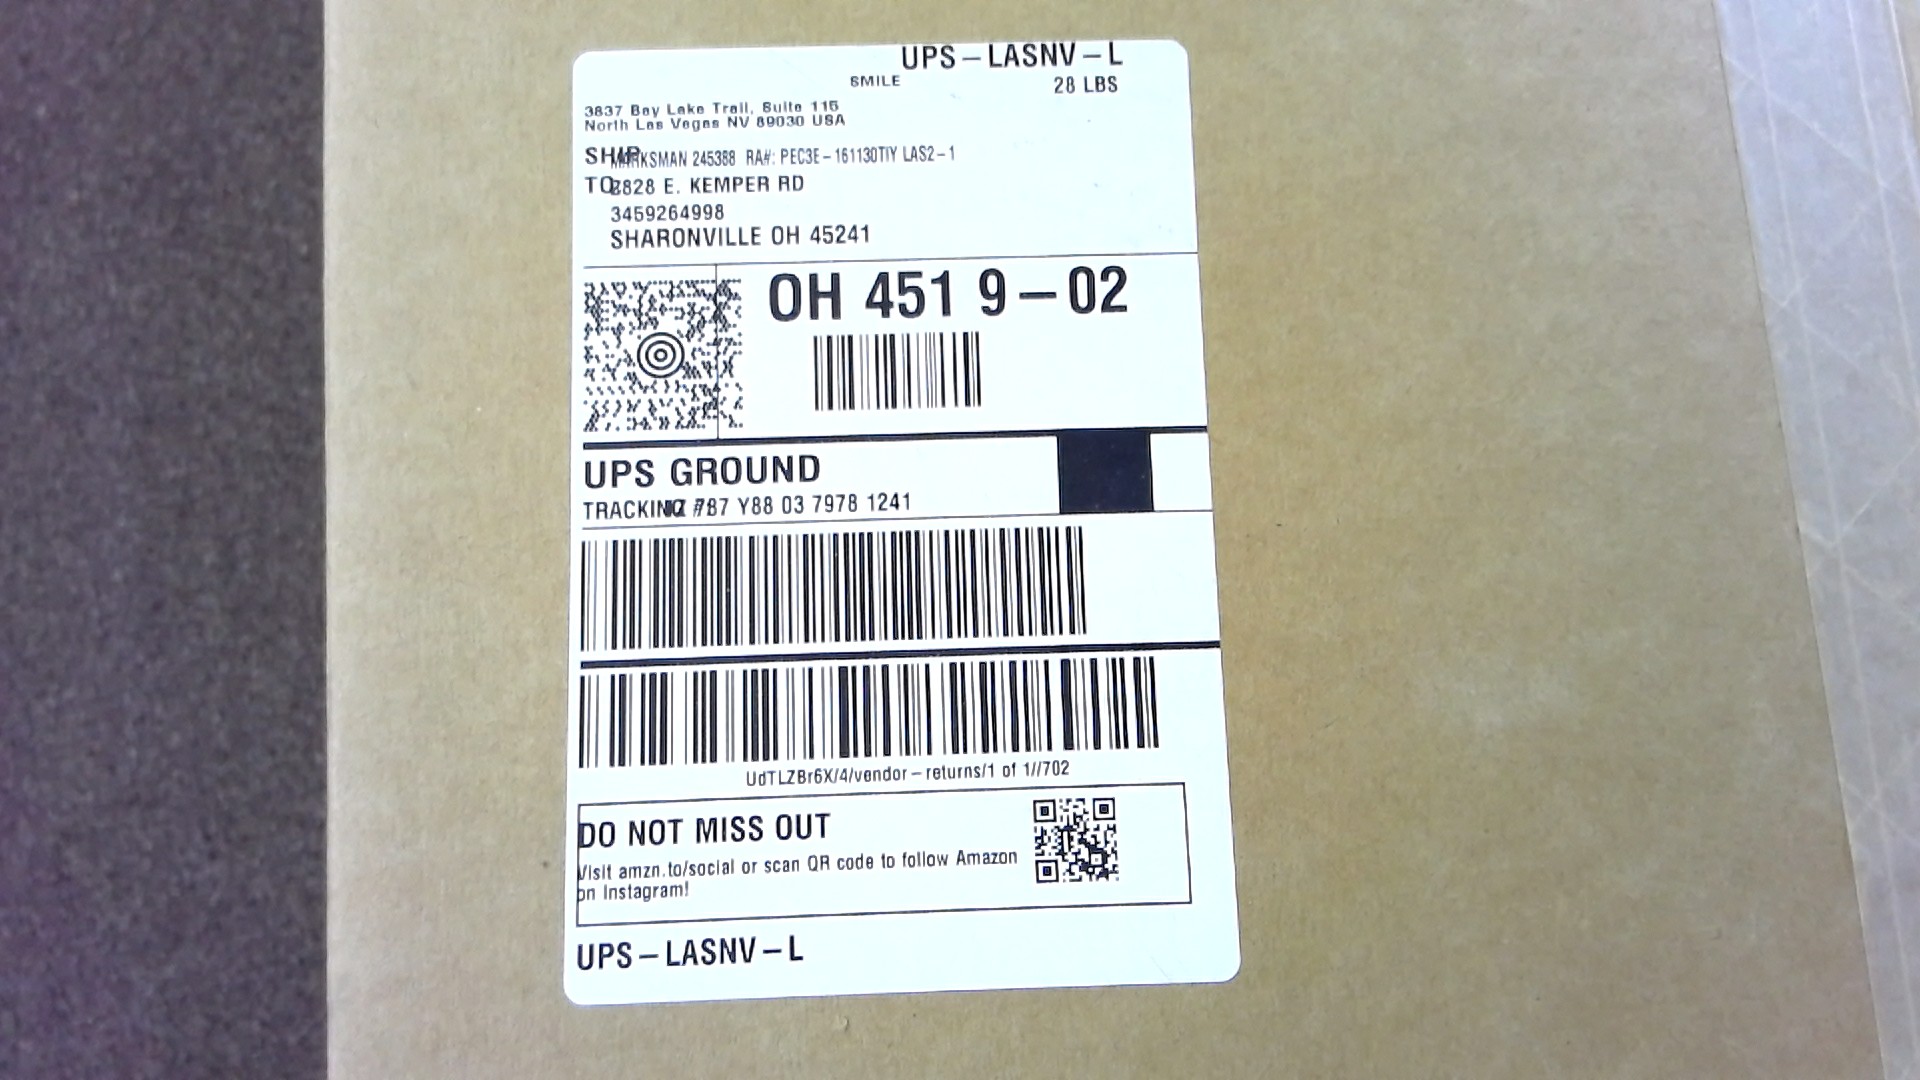 UPS-LASNV-L
SMILE 28 LBS
3837 Bay Lake Trail, Suite 115
North Las Vegas NV 89030 USA
SHIP MARKSMAN 245388 RA#: PEC3E-161130TIY LAS2-1
TO 2828 E. KEMPER RD
3459264998
SHARONVILLE OH 45241
OH 451 9-02
UPS GROUND
TRACKING #: Y88 03 7978 1241
UdTLZBr6X/4/vendor-returns/1 of 1//702
DO NOT MISS OUT
Visit amzn.to/social or scan QR code to follow Amazon
on Instagram!
UPS-LASNV-L